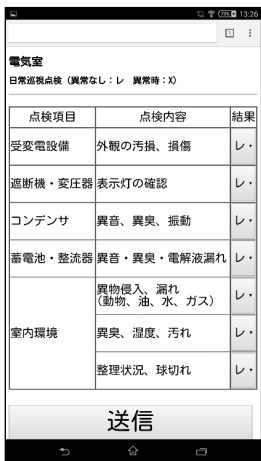 13:26
電気室
日常巡視点検（異常なし：レ　異常時：X）
点検項目 点検内容 結果
受変電設備 外観の汚損、損傷 レ
遮断機・変圧器 表示灯の確認 レ
コンデンサ 異音、異臭、振動 レ
蓄電池・整流器 異音・異臭・電解液漏れ レ
異物侵入、漏れ
（動物、油、水、ガス） レ
室内環境 異臭、湿度、汚れ レ
整理状況、球切れ レ
送信